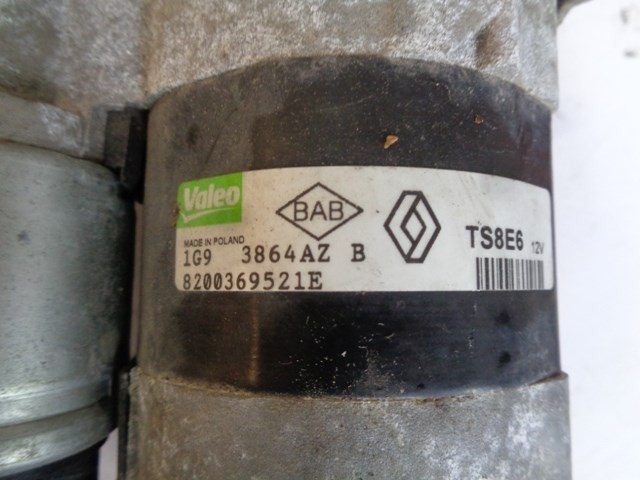 Valeo
BAB
MADE IN POLAND
TS8E6 12V
1G9 3864AZ B
8200369521E